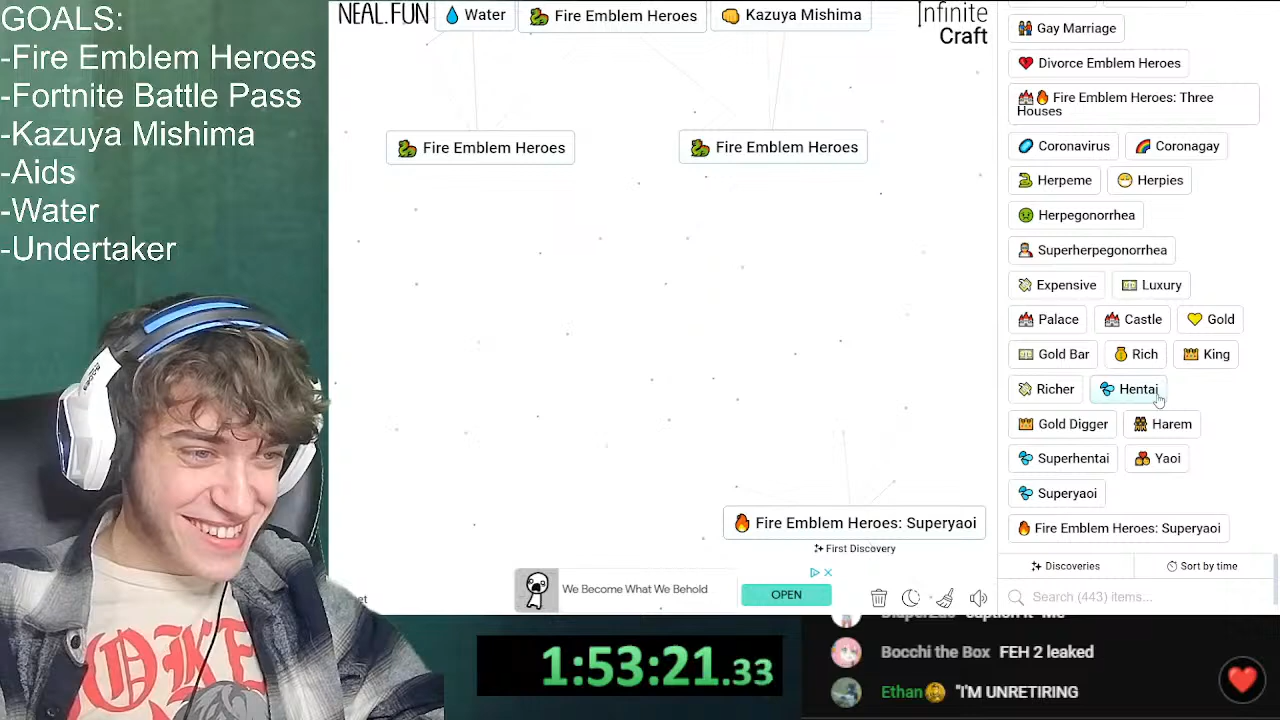 GOALS:
-Fire Emblem Heroes
-Fortnite Battle Pass
-Kazuya Mishima
-Aids
-Water
-Undertaker
NEAL.FUN
Water
Fire Emblem Heroes
Kazuya Mishima
Infinite
Craft
Fire Emblem Heroes
Fire Emblem Heroes
Fire Emblem Heroes: Superyaoi
First Discovery
We Become What We Behold
OPEN
Gay Marriage
Divorce Emblem Heroes
Fire Emblem Heroes: Three
Houses
Coronavirus
Coronagay
Herpeme
Herpies
Herpegonorrhea
Superherpegonorrhea
Expensive
Luxury
Palace
Castle
Gold
Gold Bar
Rich
King
Richer
Hentai
Gold Digger
Harem
Superhentai
Yaoi
Superyaoi
Fire Emblem Heroes: Superyaoi
Discoveries
Sort by time
Search (443) items...
1:53:21.33
Bocchi the Box FEH 2 leaked
Ethan "I'M UNRETIRING